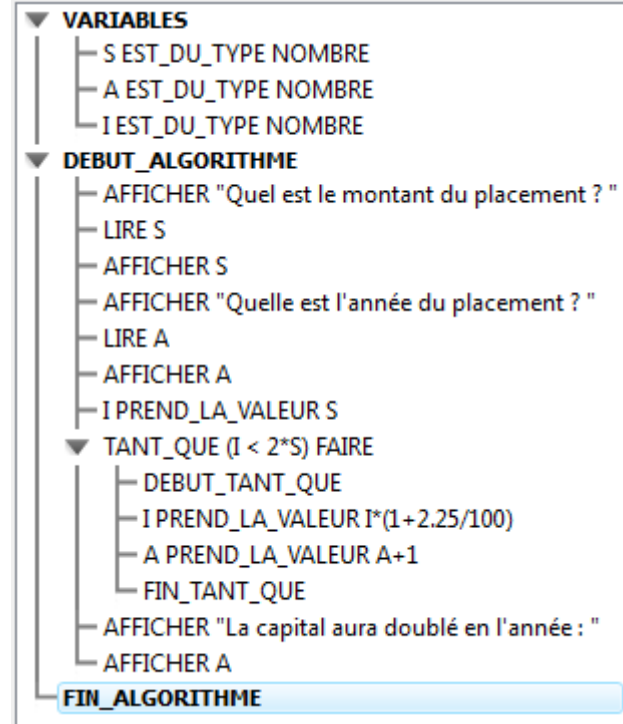 VARIABLES
S EST_DU_TYPE NOMBRE
A EST_DU_TYPE NOMBRE
I EST_DU_TYPE NOMBRE
DEBUT_ALGORITHME
AFFICHER "Quel est le montant du placement ? "
LIRE S
AFFICHER S
AFFICHER "Quelle est l'année du placement ? "
LIRE A
AFFICHER A
I PREND_LA_VALEUR S
TANT_QUE (I < 2*S) FAIRE
DEBUT_TANT_QUE
I PREND_LA_VALEUR I*(1+2.25/100)
A PREND_LA_VALEUR A+1
FIN_TANT_QUE
AFFICHER "La capital aura doublé en l'année : "
AFFICHER A
FIN_ALGORITHME